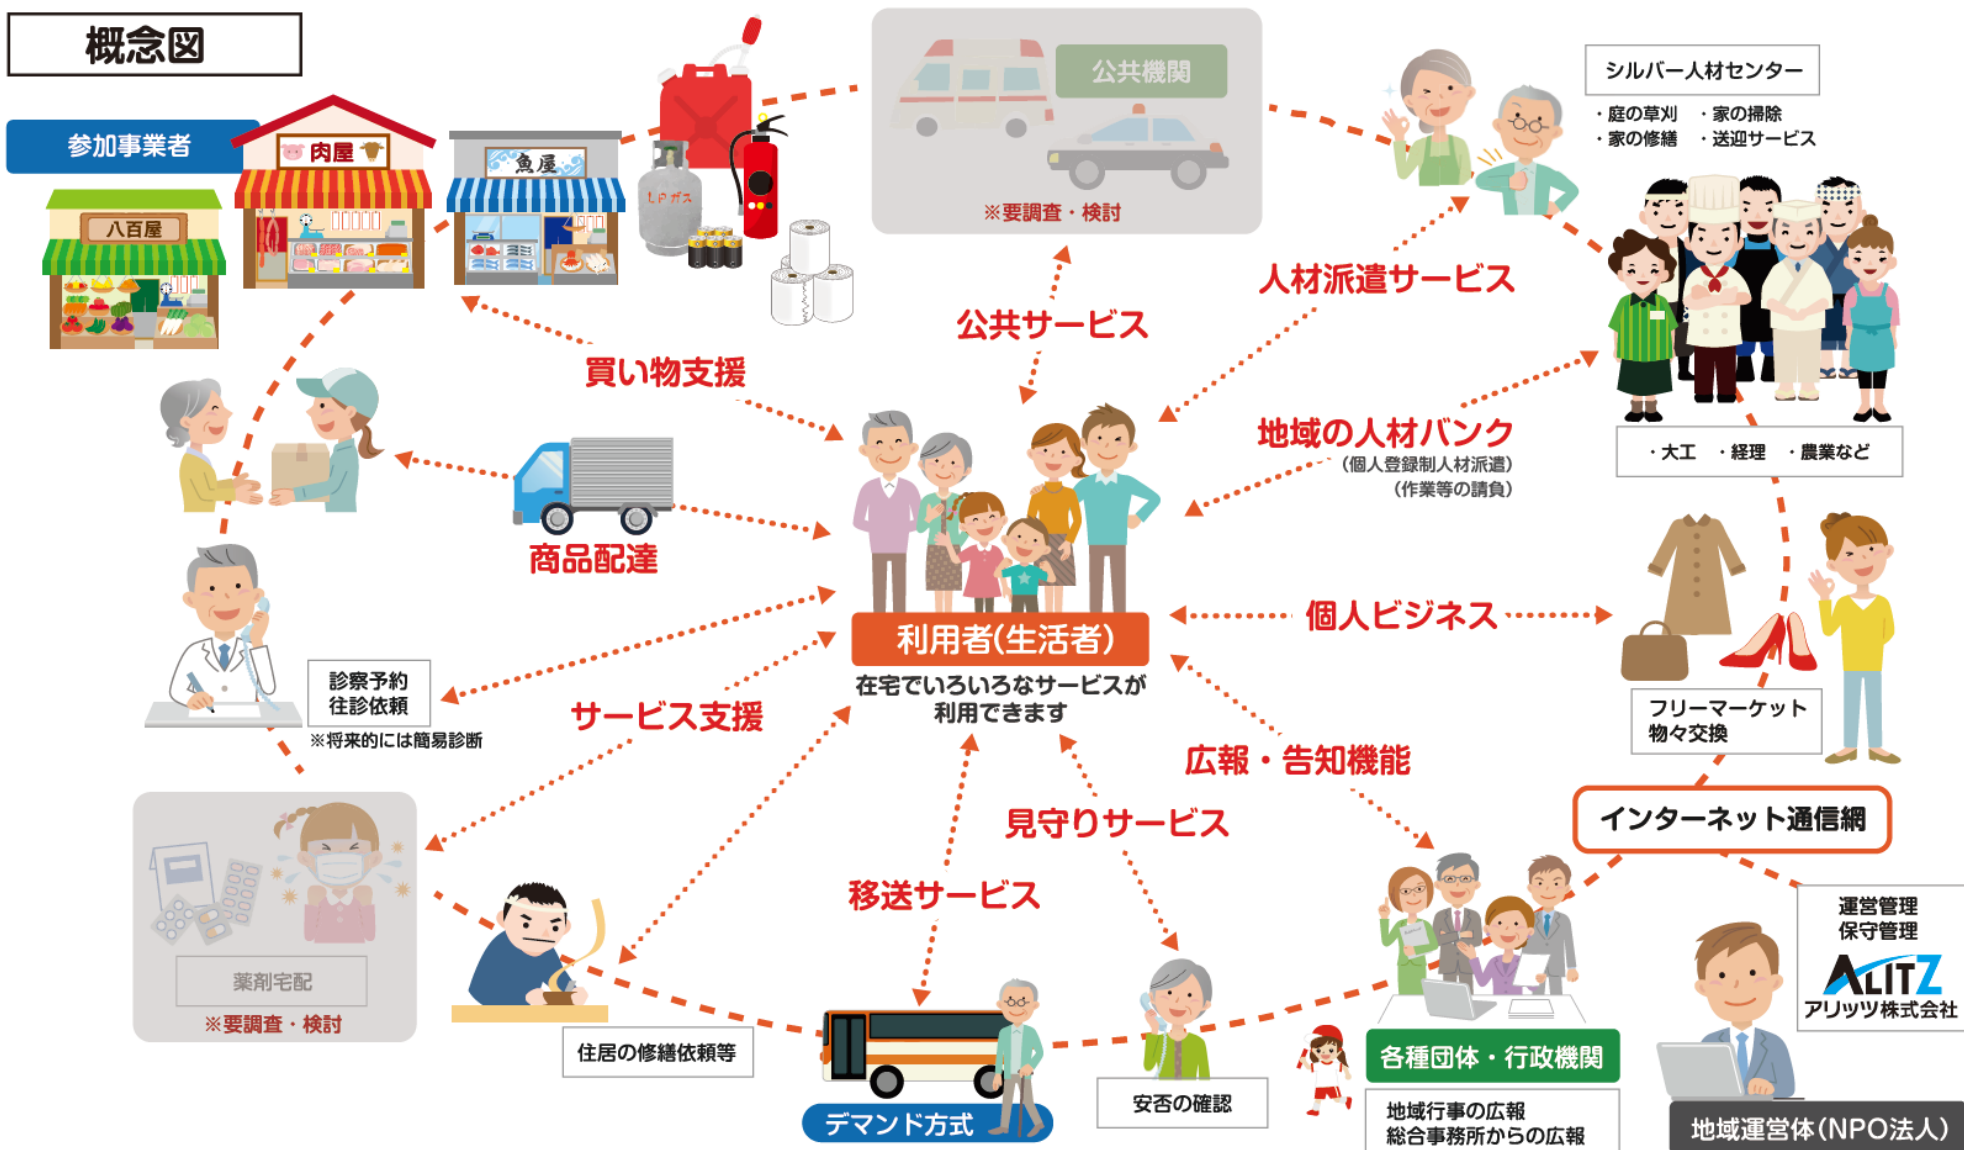 概念図
参加事業者
八百屋
肉屋
魚屋
LPガス
公共機関
※要調査・検討
シルバー人材センター
・庭の草刈 ・家の掃除
・家の修繕 ・送迎サービス
買い物支援
公共サービス
人材派遣サービス
地域の人材バンク
(個人登録制人材派遣)
(作業等の請負)
・大工 ・経理 ・農業など
商品配達
利用者(生活者)
在宅でいろいろなサービスが
利用できます
個人ビジネス
フリーマーケット
物々交換
診察予約
往診依頼
※将来的には簡易診断
サービス支援
広報・告知機能
見守りサービス
移送サービス
インターネット通信網
薬剤宅配
※要調査・検討
住居の修繕依頼等
デマンド方式
安否の確認
各種団体・行政機関
地域行事の広報
総合事務所からの広報
運営管理
保守管理
ALITZ
アリッツ株式会社
地域運営体(NPO法人)